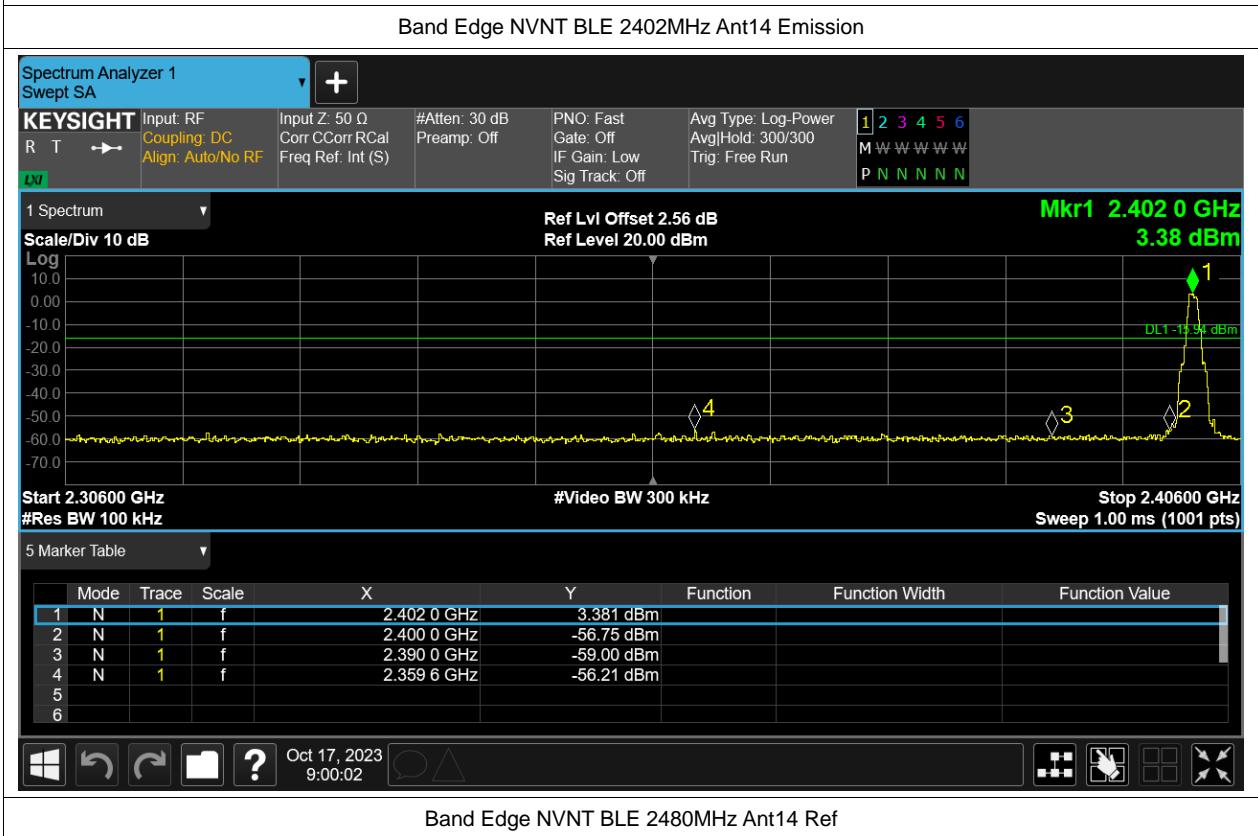 Band Edge NVNT BLE 2402MHz Ant14 Emission
Spectrum Analyzer 1
Swept SA
+
KEYSIGHT
R T
LXI
Input: RF
Coupling: DC
Align: Auto/No RF
Input Z: 50 Ω
Corr CCorr RCal
Freq Ref: Int (S)
#Atten: 30 dB
Preamp: Off
PNO: Fast
Gate: Off
IF Gain: Low
Sig Track: Off
Avg Type: Log-Power
Avg|Hold: 300/300
Trig: Free Run
1 2 3 4 5 6
M W W W W W
P N N N N N
1 Spectrum
Scale/Div 10 dB
Ref Lvl Offset 2.56 dB
Ref Level 20.00 dBm
Mkr1 2.402 0 GHz
3.38 dBm
Log
10.0
0.00
-10.0
-20.0
-30.0
-40.0
-50.0
-60.0
-70.0
1
DL1 -15.94 dBm
4
3
2
Start 2.30600 GHz
#Video BW 300 kHz
Stop 2.40600 GHz
#Res BW 100 kHz
Sweep 1.00 ms (1001 pts)
5 Marker Table
Mode Trace Scale X Y Function Function Width Function Value
1 N 1 f 2.402 0 GHz 3.381 dBm
2 N 1 f 2.400 0 GHz -56.75 dBm
3 N 1 f 2.390 0 GHz -59.00 dBm
4 N 1 f 2.359 6 GHz -56.21 dBm
5
6
?
Oct 17, 2023
9:00:02
Band Edge NVNT BLE 2480MHz Ant14 Ref